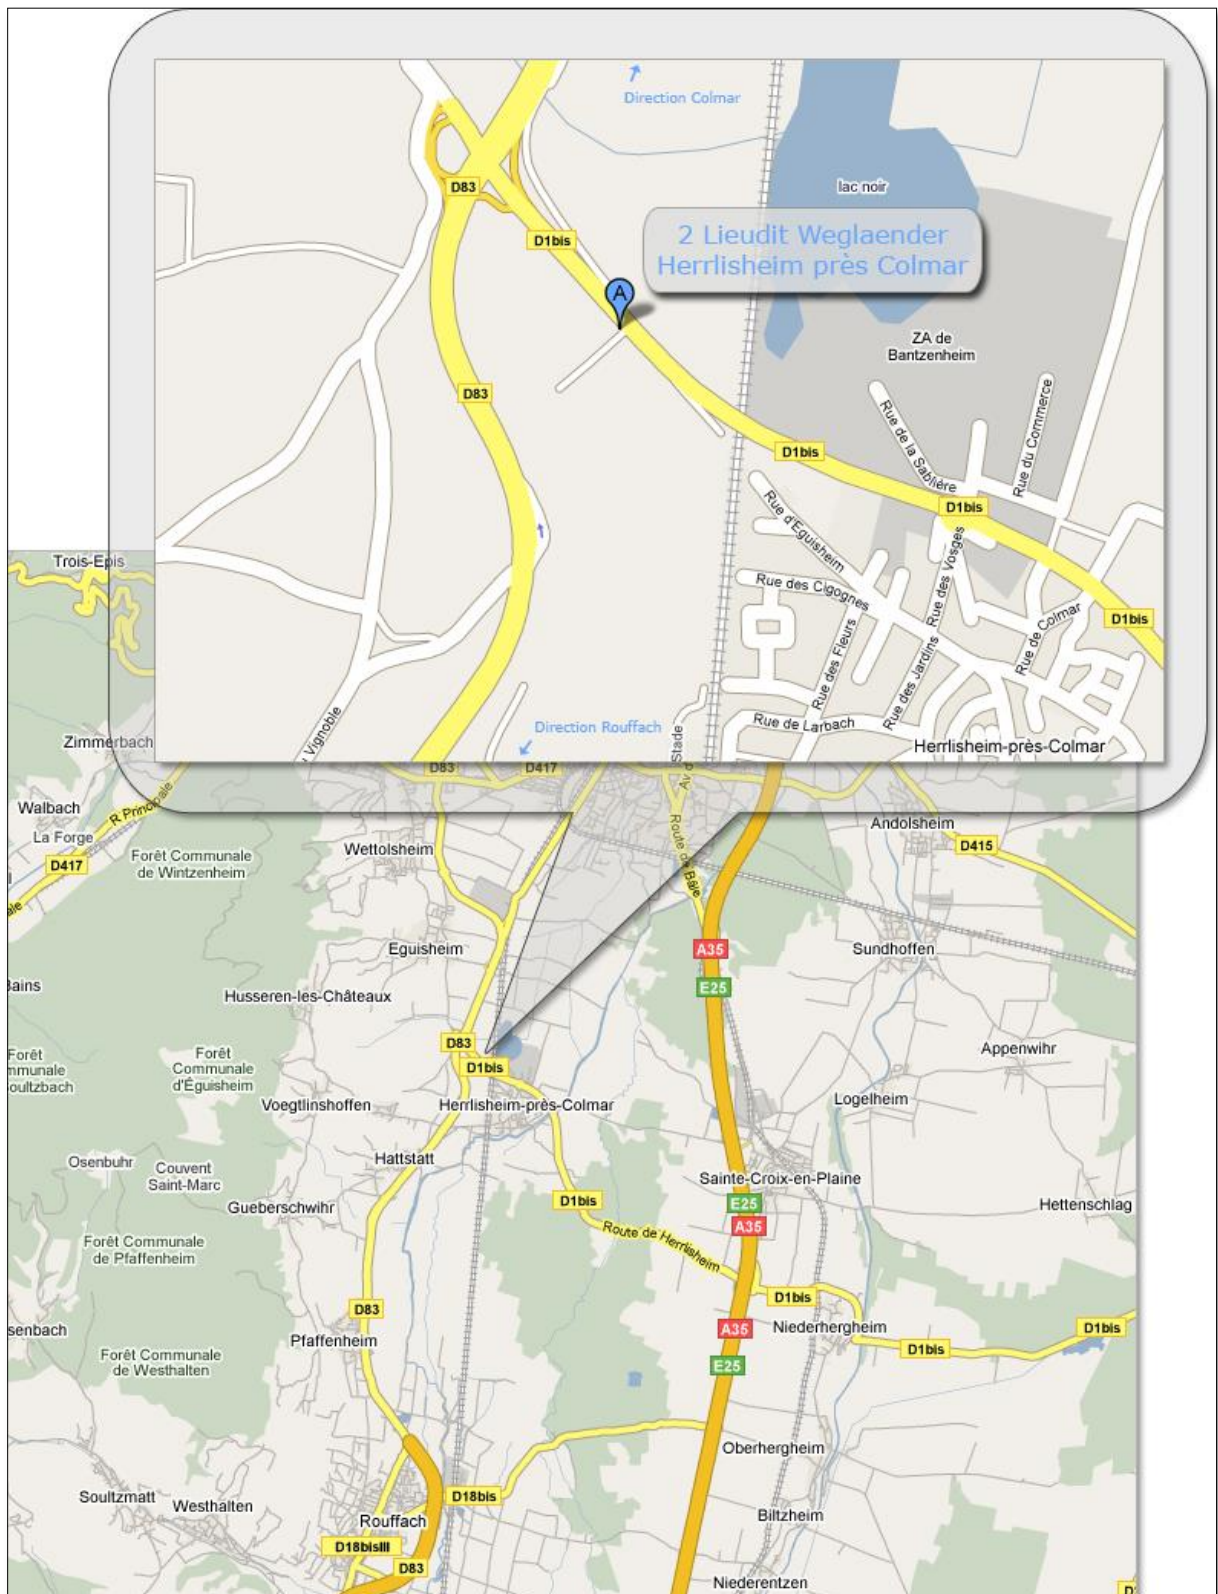 Direction Colmar
lac noir
D83
2 Lieudit Weglaender
Herrlisheim près Colmar
D1bis
A
ZA de
Bantzenheim
D83
Rue de la Sablière
Rue du Commerce
D1bis
D1bis
Rue d'Eguisheim
Rue des Vosges
Rue des Cigognes
Rue de Colmar
D1bis
Rue des Fleurs
Rue des Jardins
Vignoble
Direction Rouffach
Rue de Larbach
Herrlisheim-près-Colmar
Trois-Epis
Zimmerbach
Stade
D83
D417
Walbach
R Principale
La Forge
D417
Forêt Communale
de Wintzenheim
Wettolsheim
Route de Bâle
Andolsheim
D415
Eguisheim
A35
Sundhoffen
E25
Husseren-les-Châteaux
D83
D1bis
Forêt
Communale
d'Éguisheim
Appenwihr
Voegtlinshoffen
Herrlisheim-près-Colmar
Logelheim
Osenbuhr
Couvent
Saint-Marc
Hattstatt
Sainte-Croix-en-Plaine
Gueberschwihr
D1bis
E25
A35
Hettenschlag
Forêt Communale
de Pfaffenheim
Route de Herrlisheim
D83
D1bis
senbach
Pfaffenheim
A35
Niederhergheim
D1bis
D1bis
Forêt Communale
de Westhalten
E25
Oberhergheim
Soultzmatt
Westhalten
D18bis
Rouffach
Biltzheim
D18bisIII
D83
Niederentzen